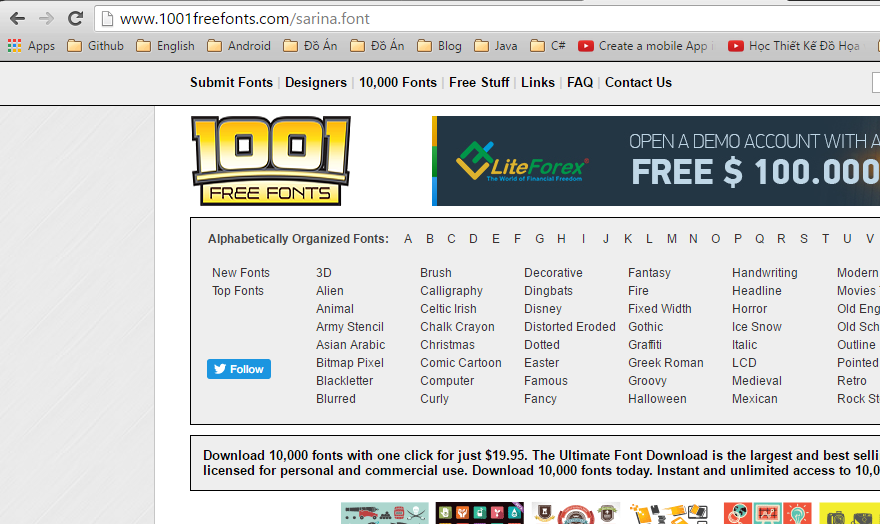 www.1001freefonts.com/sarina.font
Apps Github English Android Đồ Án Đồ Án Blog Java C# Create a mobile App Học Thiết Kế Đồ Họa
Submit Fonts | Designers | 10,000 Fonts | Free Stuff | Links | FAQ | Contact Us
1001
FREE FONTS
OPEN A DEMO ACCOUNT WITH A
LiteForex
The World of Financial Freedom
FREE $ 100.000
Alphabetically Organized Fonts: A B C D E F G H I J K L M N O P Q R S T U V
New Fonts 3D Brush Decorative Fantasy Handwriting Modern
Top Fonts Alien Calligraphy Dingbats Fire Headline Movies
Animal Celtic Irish Disney Fixed Width Horror Old Eng
Army Stencil Chalk Crayon Distorted Eroded Gothic Ice Snow Old Sch
Asian Arabic Christmas Dotted Graffiti Italic Outline
Follow Bitmap Pixel Comic Cartoon Easter Greek Roman LCD Pointed
Blackletter Computer Famous Groovy Medieval Retro
Blurred Curly Fancy Halloween Mexican Rock St
Download 10,000 fonts with one click for just $19.95. The Ultimate Font Download is the largest and best selli
licensed for personal and commercial use. Download 10,000 fonts today. Instant and unlimited access to 10,0